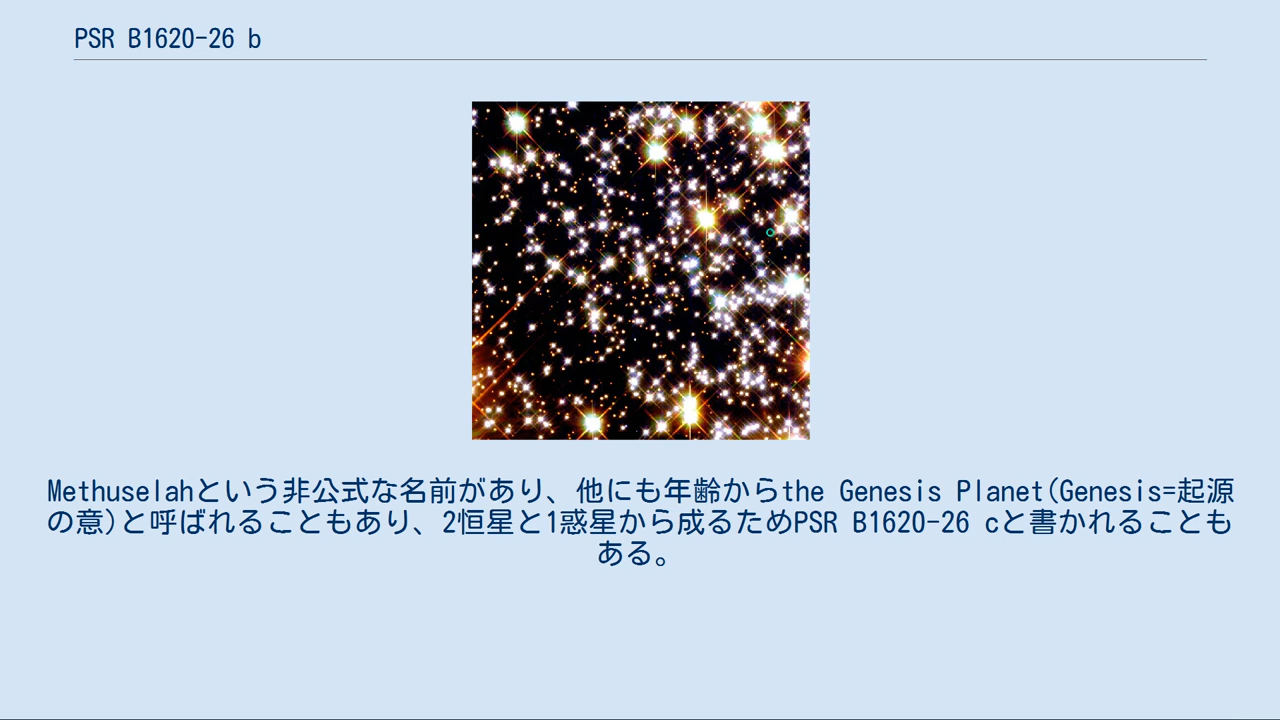 PSR B1620-26 b
Methuselahという非公式な名前があり、他にも年齢からthe Genesis Planet(Genesis=起源
の意)と呼ばれることもあり、2恒星と1惑星から成るためPSR B1620-26 cと書かれることも
ある。